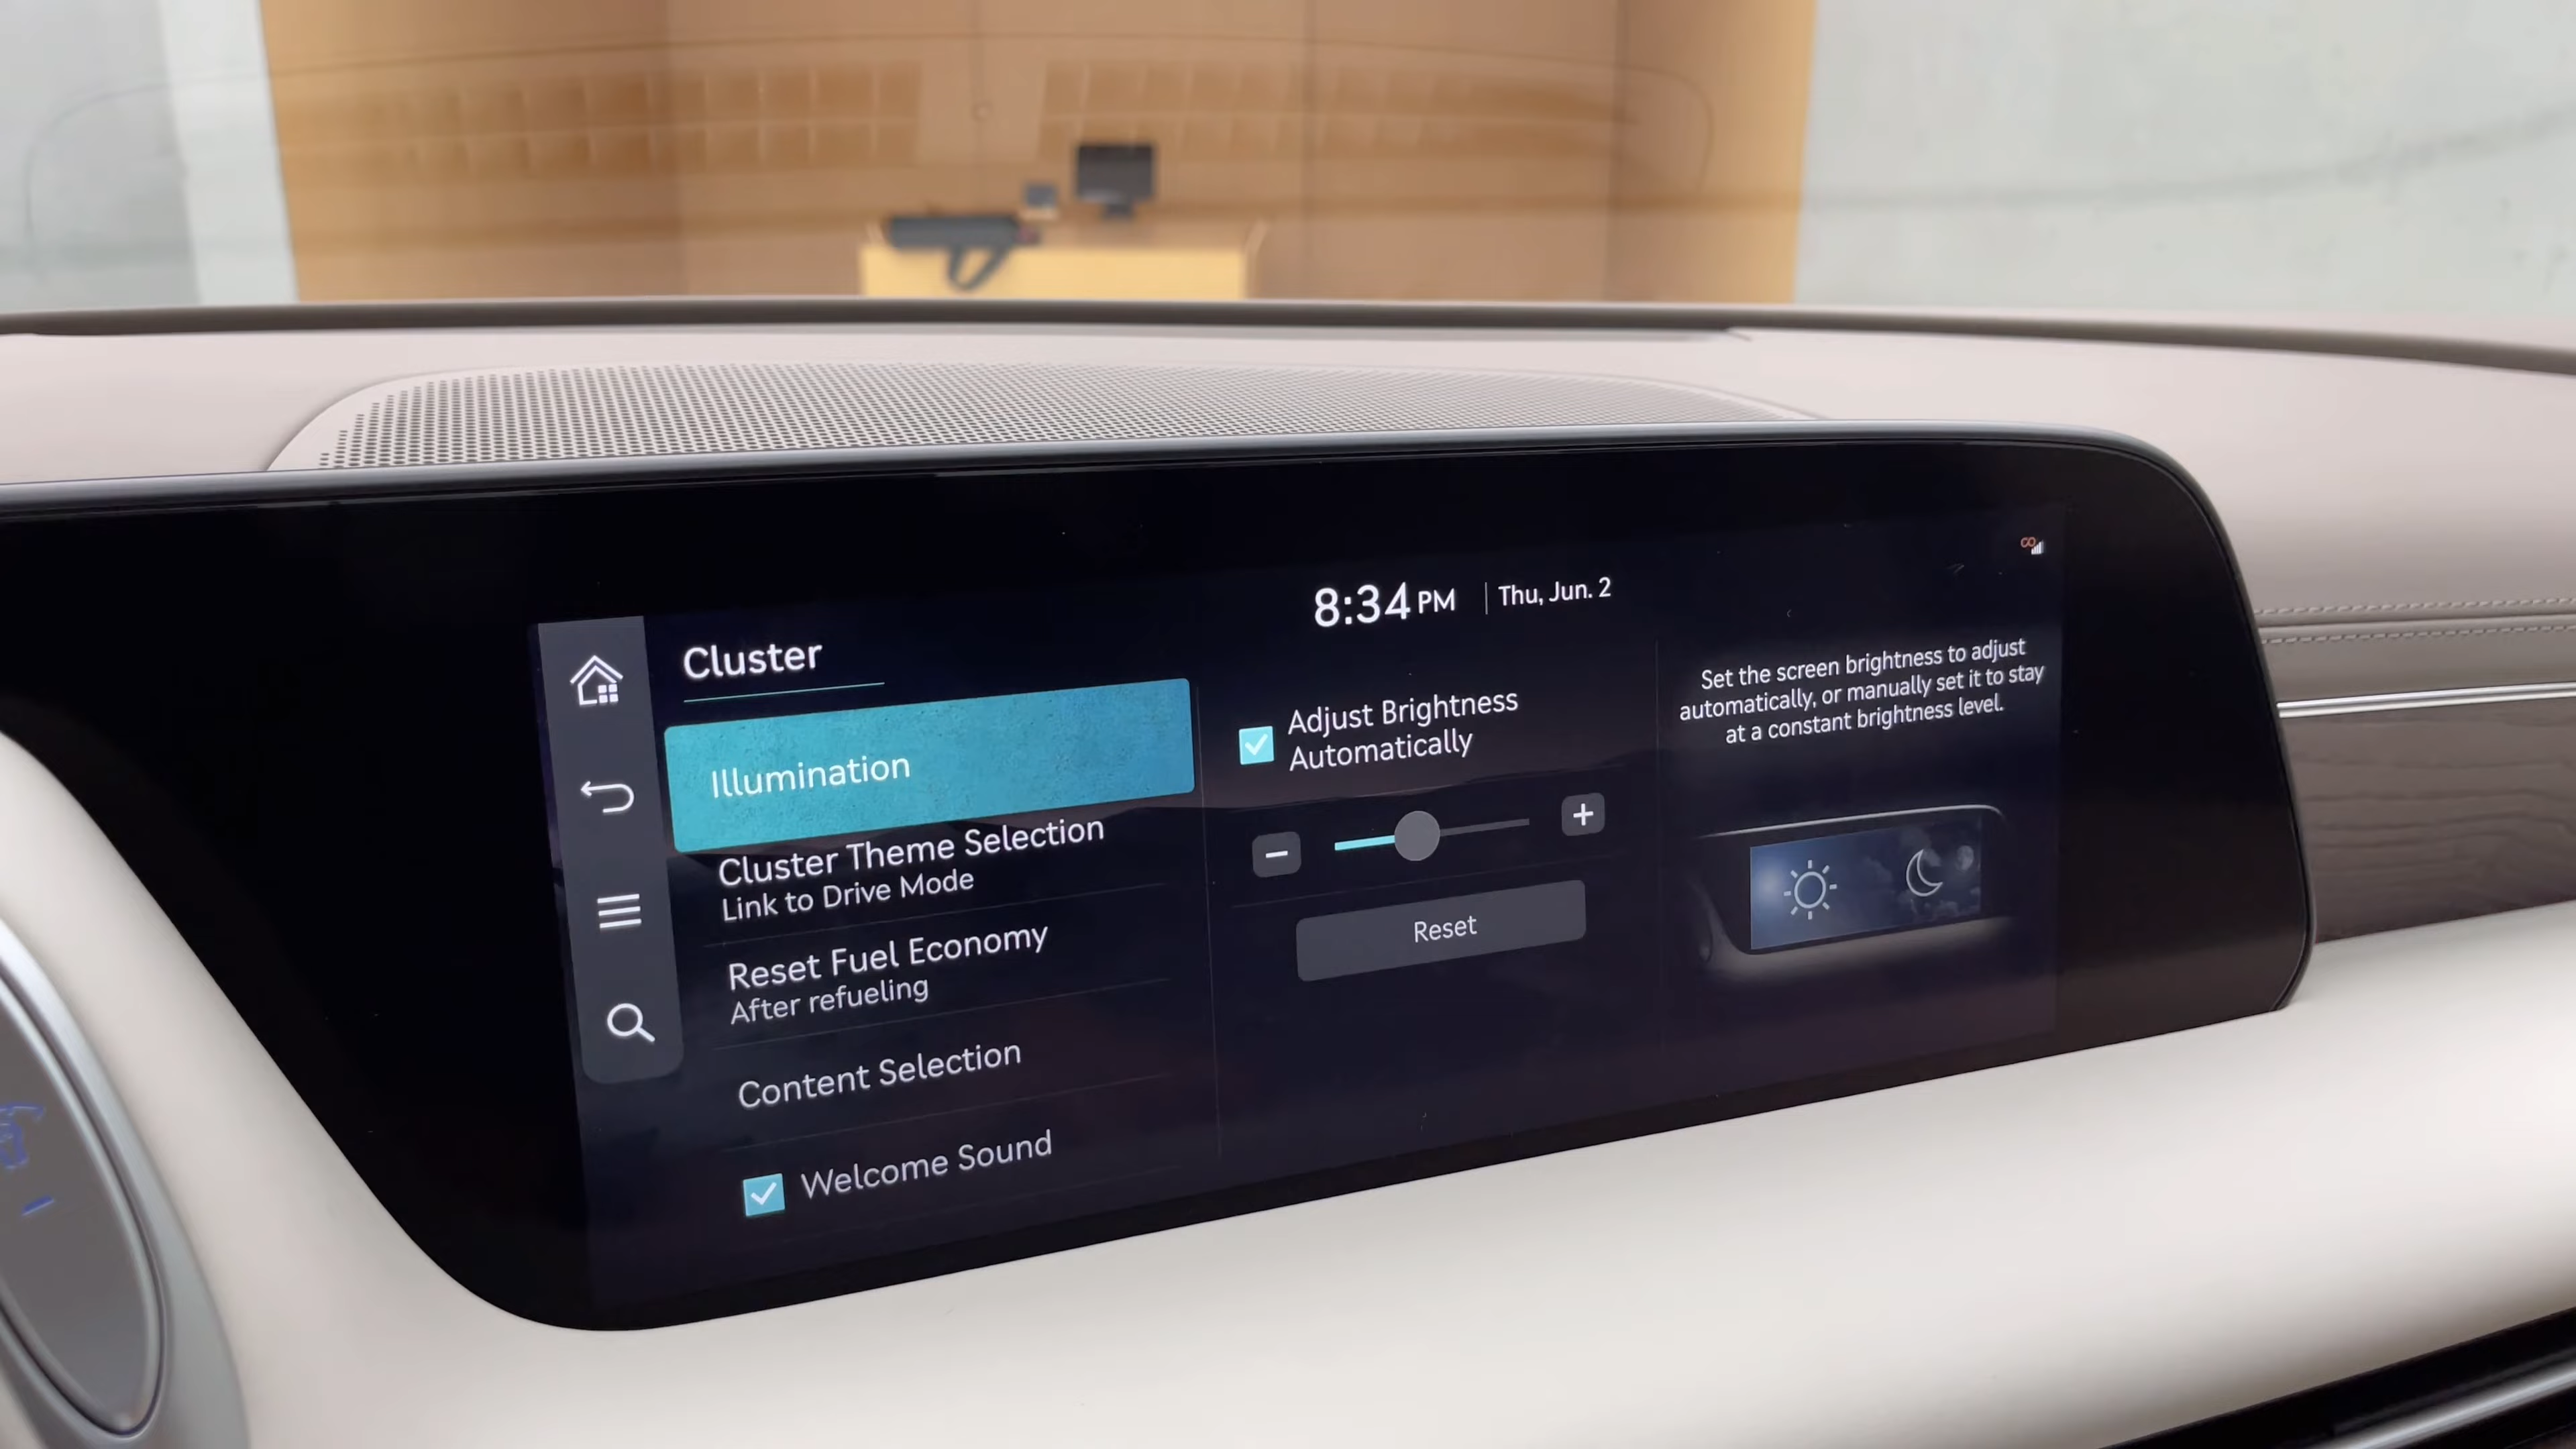 8:34 PM | Thu, Jun. 2
Cluster
Illumination
Cluster Theme Selection
Link to Drive Mode
Reset Fuel Economy
After refueling
Content Selection
Welcome Sound
Adjust Brightness
Automatically
Reset
Set the screen brightness to adjust
automatically, or manually set it to stay
at a constant brightness level.